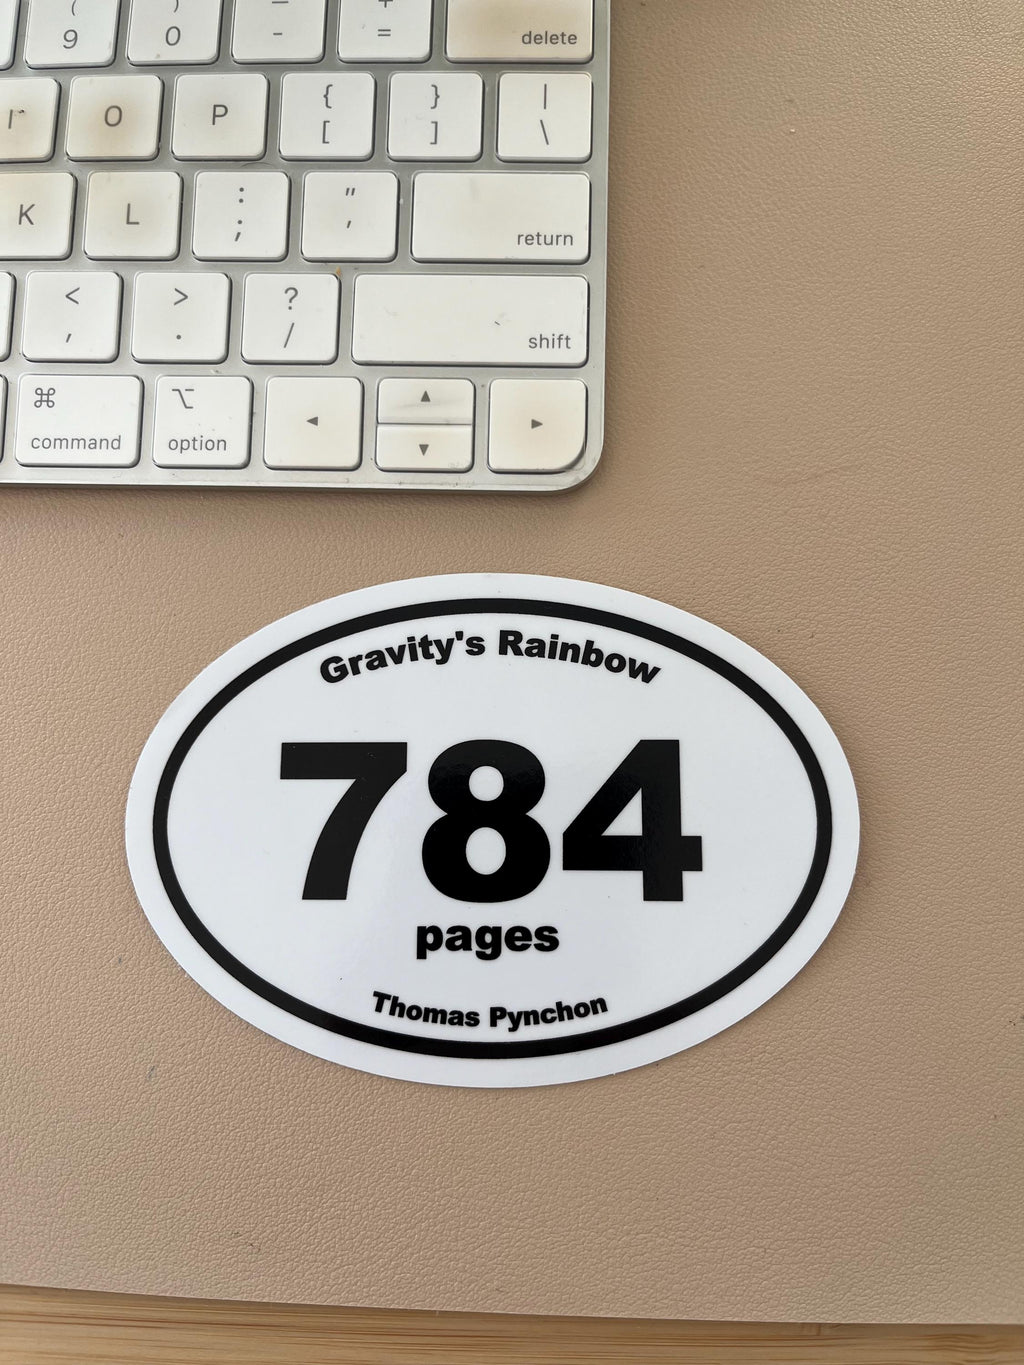 ( ) — +
9 0 - = delete
O P { [ } ] | \
K L : ; " ' return
< , > . ? / shift
⌘ ⌥ ◄ ▲ ►
command option ▼
Gravity's Rainbow
784
pages
Thomas Pynchon